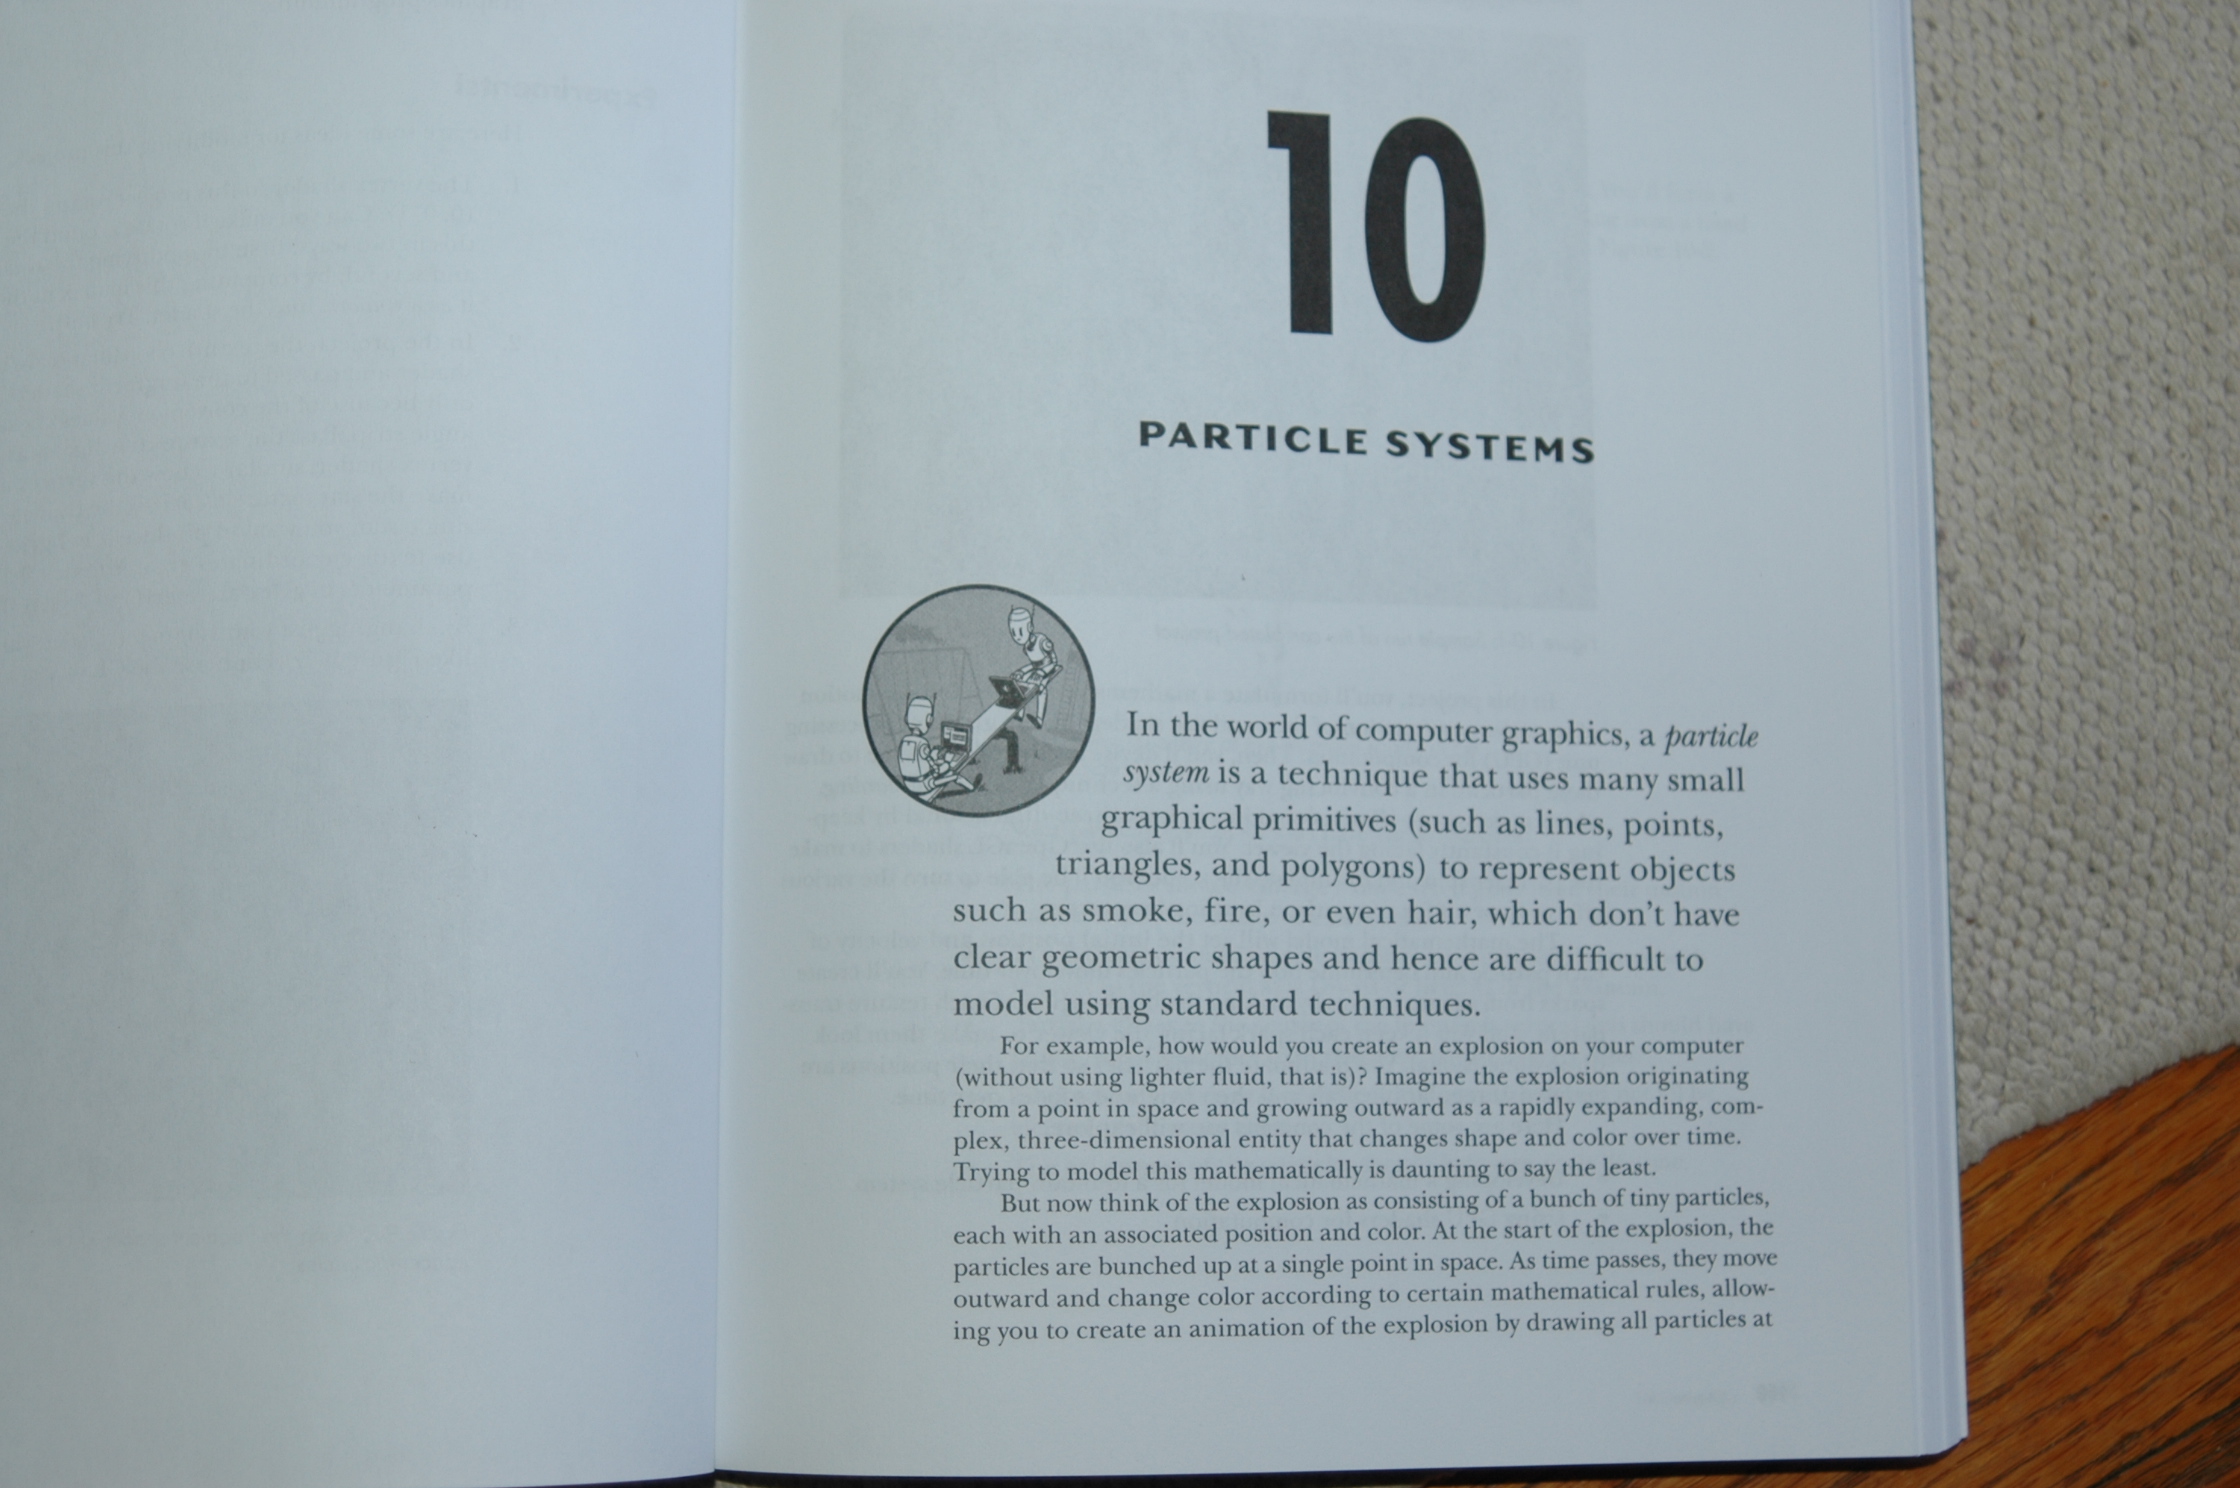 10
PARTICLE SYSTEMS
In the world of computer graphics, a particle
system is a technique that uses many small
graphical primitives (such as lines, points,
triangles, and polygons) to represent objects
such as smoke, fire, or even hair, which don't have
clear geometric shapes and hence are difficult to
model using standard techniques.
For example, how would you create an explosion on your computer
(without using lighter fluid, that is)? Imagine the explosion originating
from a point in space and growing outward as a rapidly expanding, com-
plex, three-dimensional entity that changes shape and color over time.
Trying to model this mathematically is daunting to say the least.
But now think of the explosion as consisting of a bunch of tiny particles,
each with an associated position and color. At the start of the explosion, the
particles are bunched up at a single point in space. As time passes, they move
outward and change color according to certain mathematical rules, allow-
ing you to create an animation of the explosion by drawing all particles at